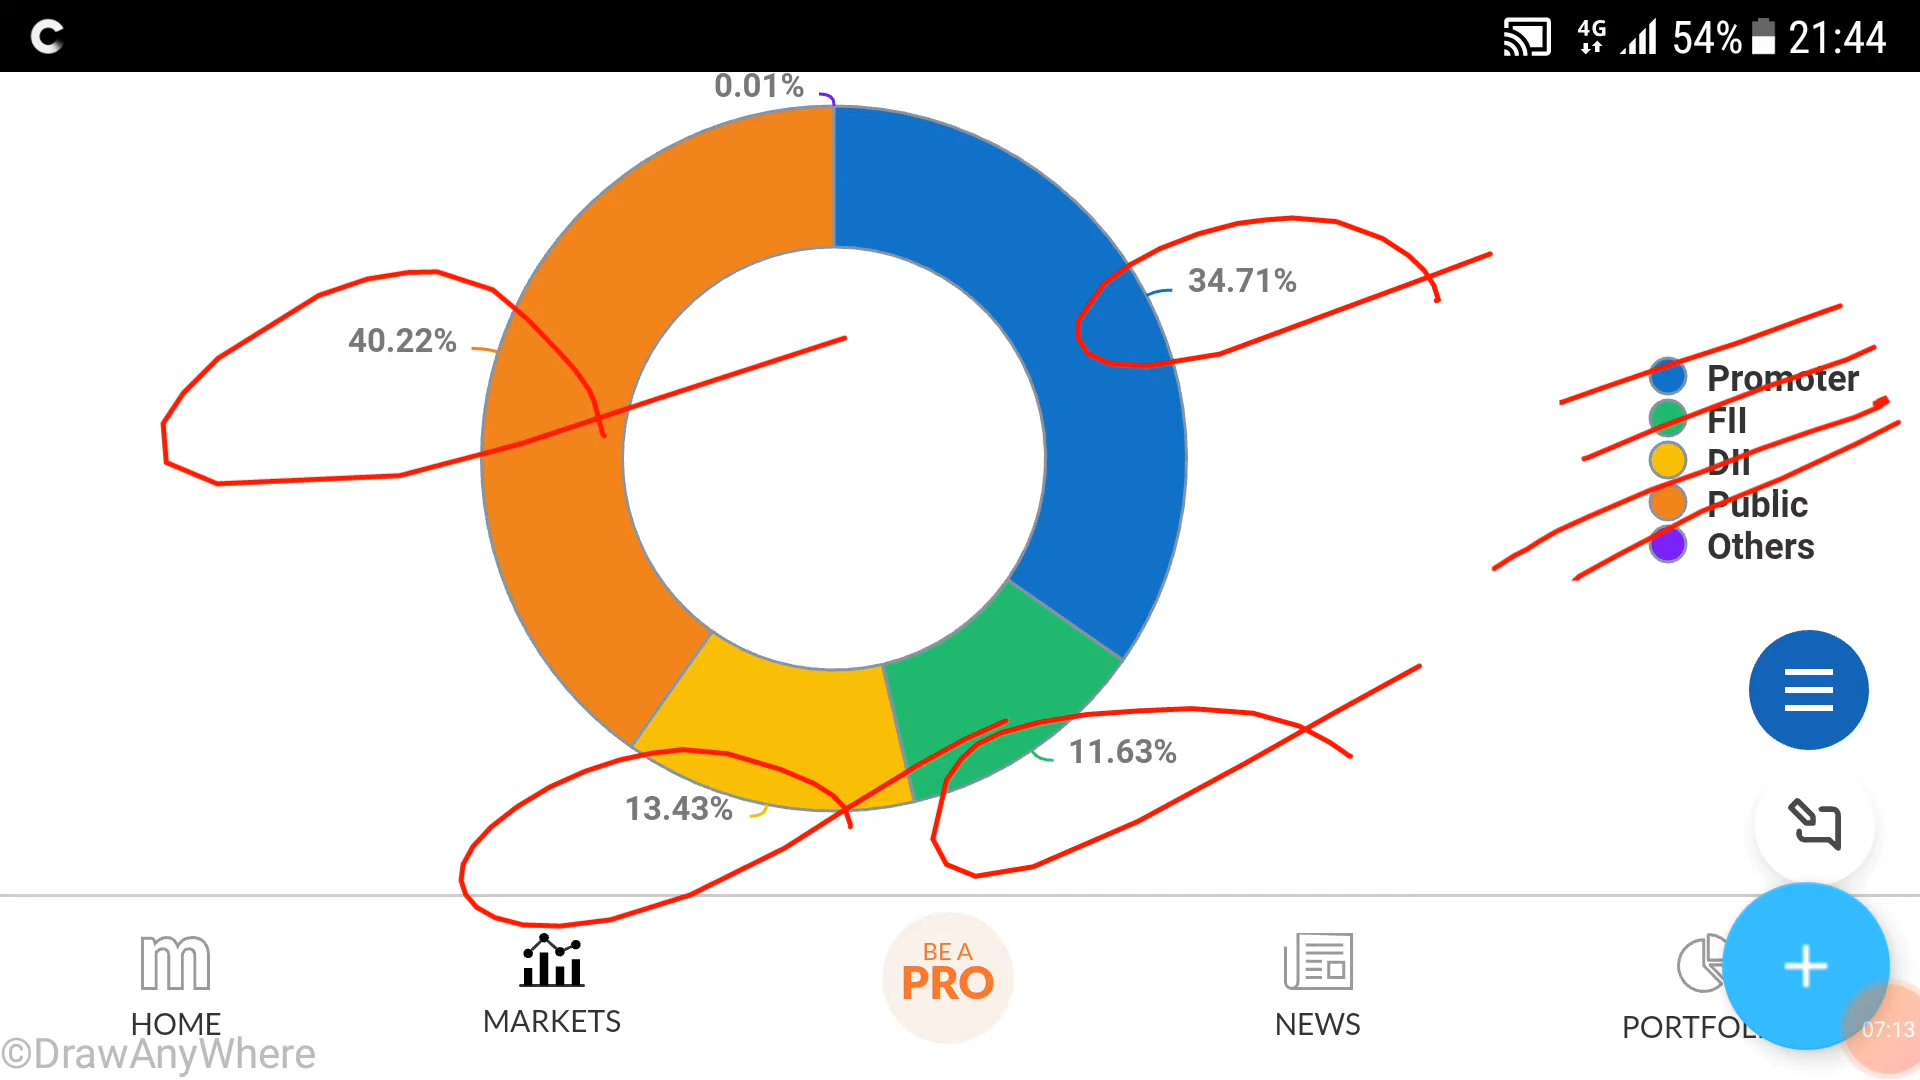 4G 54% 21:44
0.01%
34.71%
40.22%
Promoter
FII
DII
Public
Others
11.63%
13.43%
BE A
PRO
HOME
MARKETS
NEWS
07:13
©DrawAnyWhere